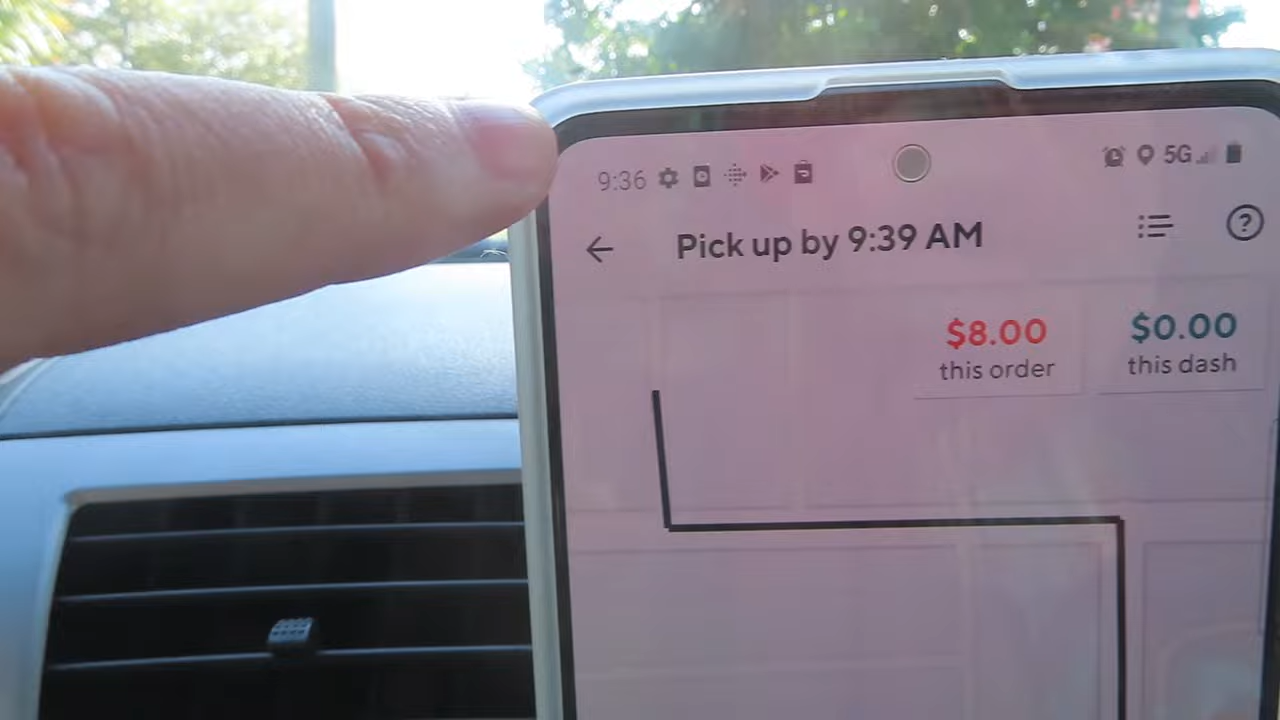 9:36 5G
Pick up by 9:39 AM
?
$8.00 $0.00
this order this dash